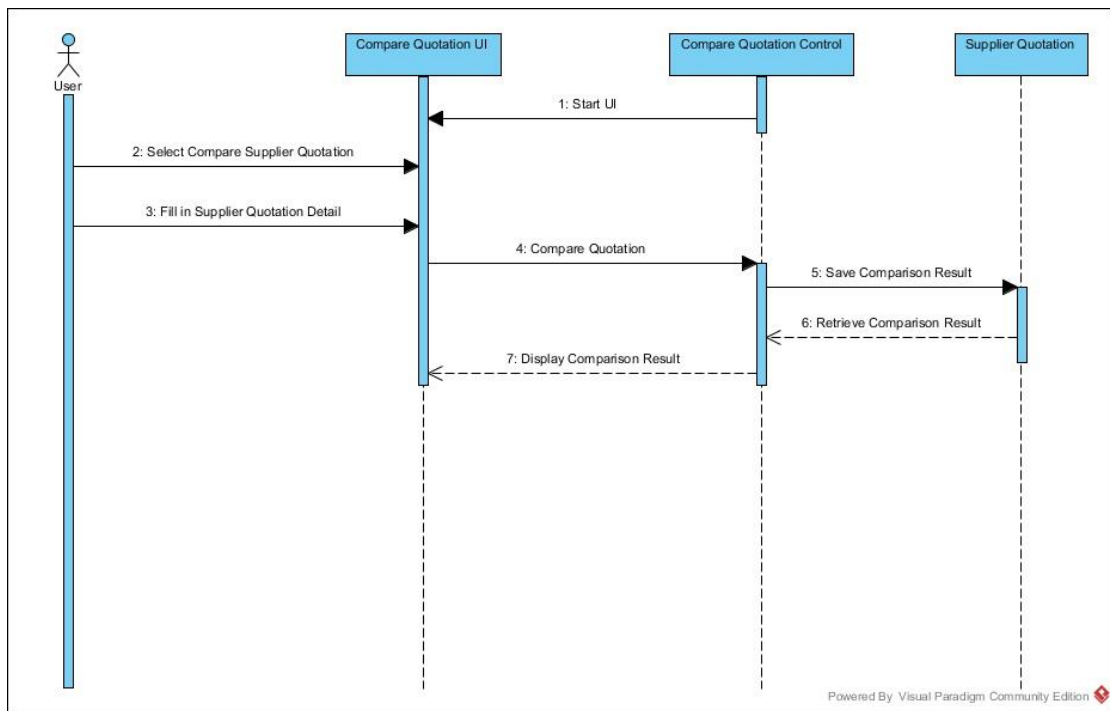 Compare Quotation UI
Compare Quotation Control
Supplier Quotation
User
1: Start UI
2: Select Compare Supplier Quotation
3: Fill in Supplier Quotation Detail
4: Compare Quotation
5: Save Comparison Result
6: Retrieve Comparison Result
7: Display Comparison Result
Powered By Visual Paradigm Community Edition